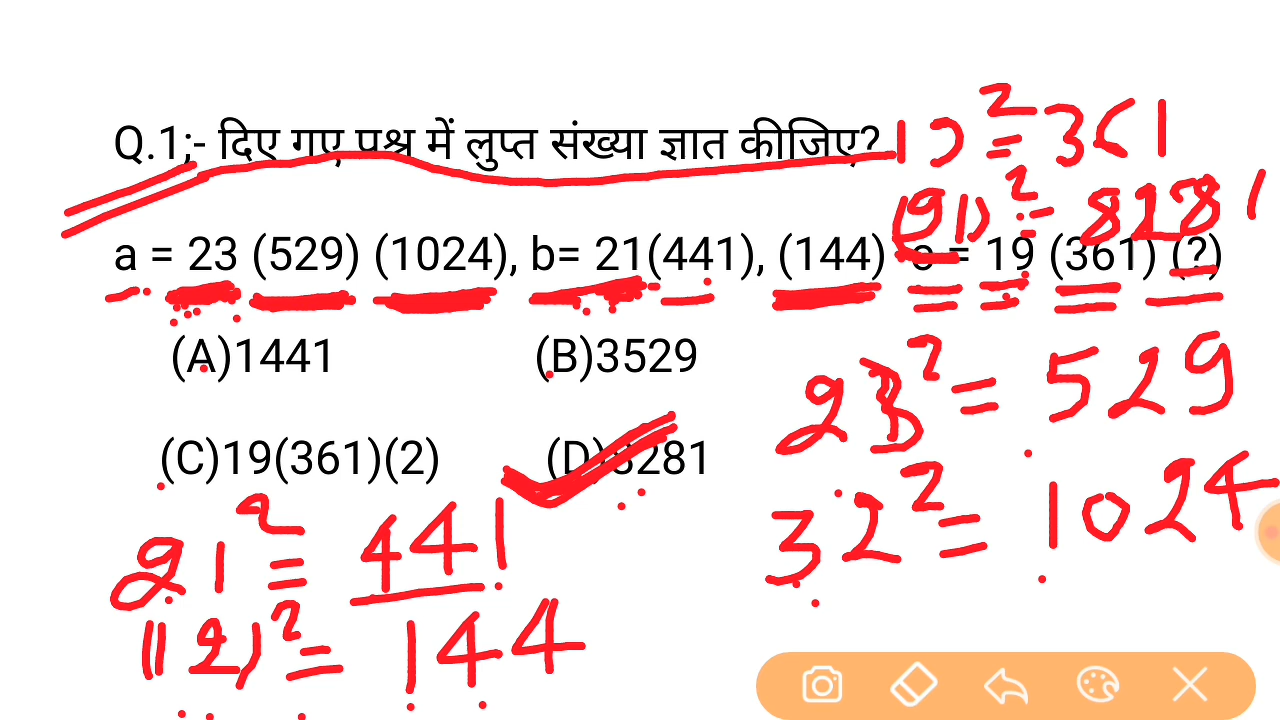 Q.1;- दिए गए प्रश्न में लुप्त संख्या ज्ञात कीजिए?
19² = 361
(91)² = 8281
a = 23 (529) (1024), b= 21(441), (144) c = 19 (361) (?)
(A)1441 (B)3529
23² = 529
(C)19(361)(2) (D)8281
32² = 1024
21² = 441
(12)² = 144